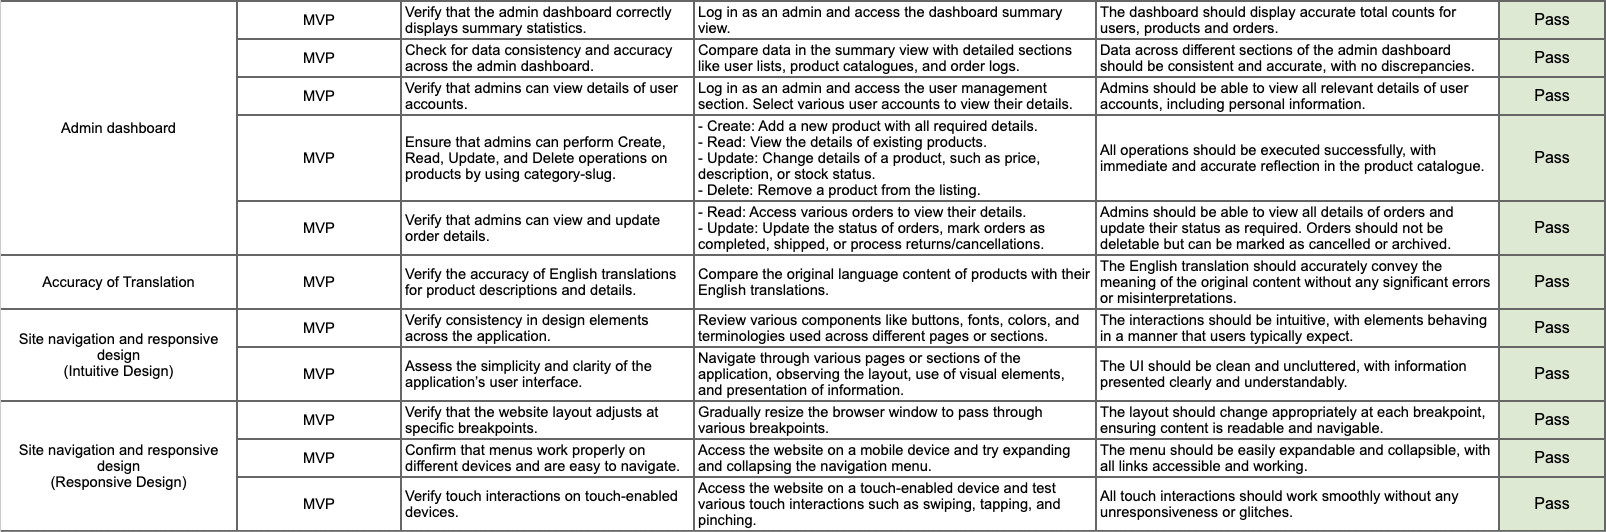 Admin dashboard
MVP
Verify that the admin dashboard correctly
displays summary statistics.
Log in as an admin and access the dashboard summary
view.
The dashboard should display accurate total counts for
users, products and orders.
Pass
MVP
Check for data consistency and accuracy
across the admin dashboard.
Compare data in the summary view with detailed sections
like user lists, product catalogues, and order logs.
Data across different sections of the admin dashboard
should be consistent and accurate, with no discrepancies.
Pass
MVP
Verify that admins can view details of user
accounts.
Log in as an admin and access the user management
section. Select various user accounts to view their details.
Admins should be able to view all relevant details of user
accounts, including personal information.
Pass
MVP
Ensure that admins can perform Create,
Read, Update, and Delete operations on
products by using category-slug.
- Create: Add a new product with all required details.
- Read: View the details of existing products.
- Update: Change details of a product, such as price,
description, or stock status.
- Delete: Remove a product from the listing.
All operations should be executed successfully, with
immediate and accurate reflection in the product catalogue.
Pass
MVP
Verify that admins can view and update
order details.
- Read: Access various orders to view their details.
- Update: Update the status of orders, mark orders as
completed, shipped, or process returns/cancellations.
Admins should be able to view all details of orders and
update their status as required. Orders should not be
deletable but can be marked as cancelled or archived.
Pass
Accuracy of Translation
MVP
Verify the accuracy of English translations
for product descriptions and details.
Compare the original language content of products with their
English translations.
The English translation should accurately convey the
meaning of the original content without any significant errors
or misinterpretations.
Pass
Site navigation and responsive
design
(Intuitive Design)
MVP
Verify consistency in design elements
across the application.
Review various components like buttons, fonts, colors, and
terminologies used across different pages or sections.
The interactions should be intuitive, with elements behaving
in a manner that users typically expect.
Pass
MVP
Assess the simplicity and clarity of the
application's user interface.
Navigate through various pages or sections of the
application, observing the layout, use of visual elements,
and presentation of information.
The UI should be clean and uncluttered, with information
presented clearly and understandably.
Pass
Site navigation and responsive
design
(Responsive Design)
MVP
Verify that the website layout adjusts at
specific breakpoints.
Gradually resize the browser window to pass through
various breakpoints.
The layout should change appropriately at each breakpoint,
ensuring content is readable and navigable.
Pass
MVP
Confirm that menus work properly on
different devices and are easy to navigate.
Access the website on a mobile device and try expanding
and collapsing the navigation menu.
The menu should be easily expandable and collapsible, with
all links accessible and working.
Pass
MVP
Verify touch interactions on touch-enabled
devices.
Access the website on a touch-enabled device and test
various touch interactions such as swiping, tapping, and
pinching.
All touch interactions should work smoothly without any
unresponsiveness or glitches.
Pass